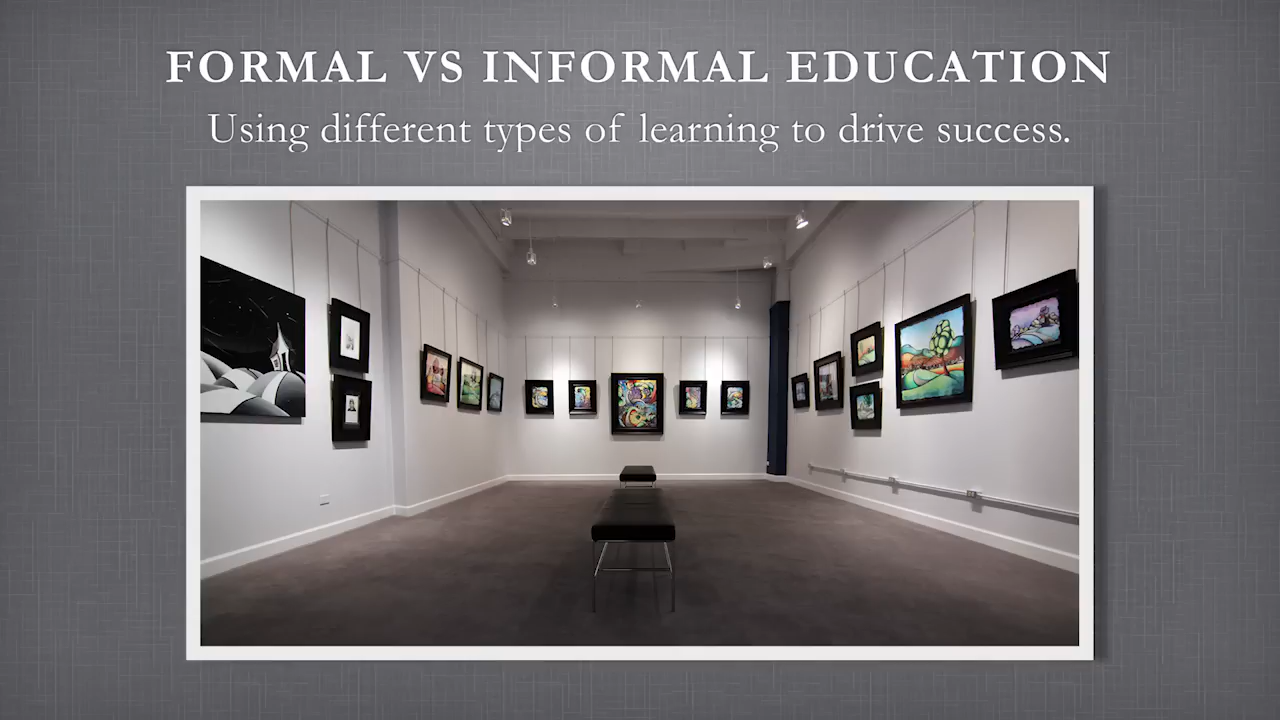 FORMAL VS INFORMAL EDUCATION
Using different types of learning to drive success.